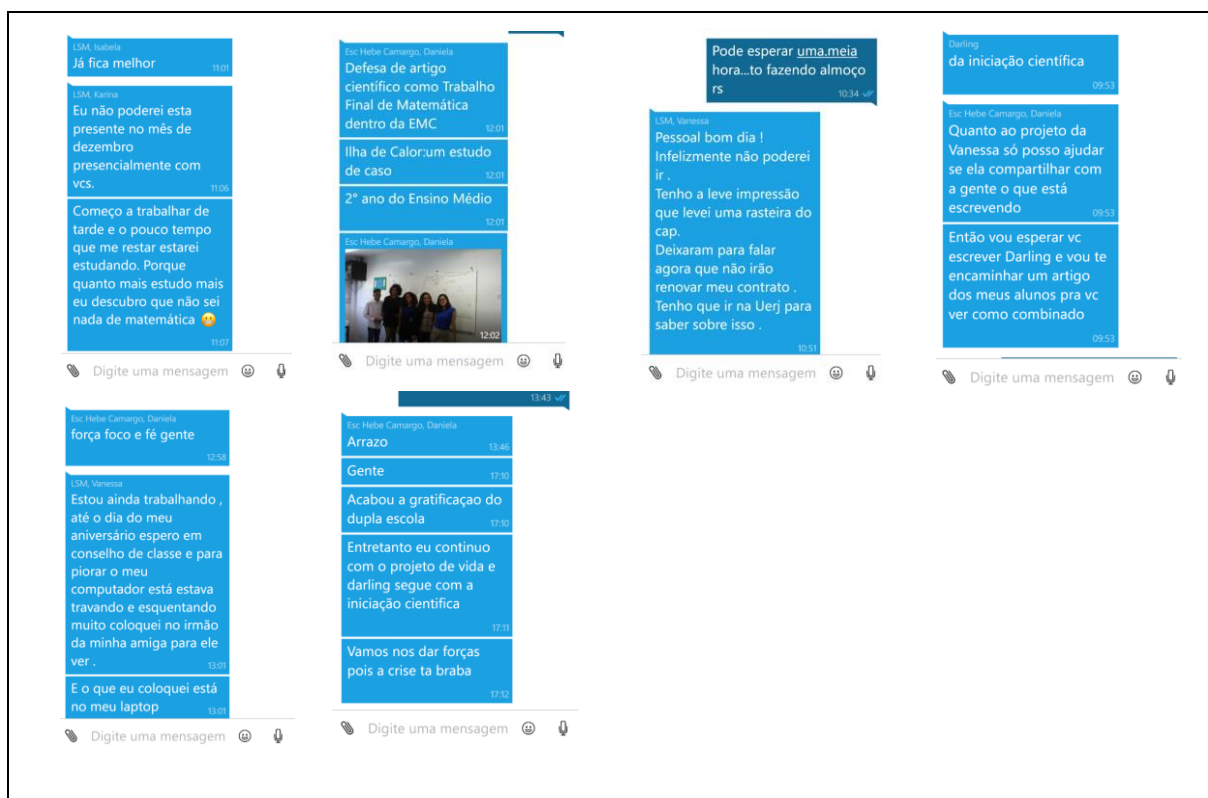 LSM, Isabela
Já fica melhor
11:01
LSM, Karina
Eu não poderei esta
presente no mês de
dezembro
presencialmente com
vcs.
11:06
Começo a trabalhar de
tarde e o pouco tempo
que me restar estarei
estudando. Porque
quanto mais estudo mais
eu descubro que não sei
nada de matemática 🤭
11:07
Digite uma mensagem
Esc Hebe Camargo, Daniela
Defesa de artigo
científico como Trabalho
Final de Matemática
dentro da EMC
12:01
Ilha de Calor:um estudo
de caso
12:01
2° ano do Ensino Médio
12:01
Esc Hebe Camargo, Daniela
12:02
Digite uma mensagem
Pode esperar uma.meia
hora...to fazendo almoço
rs
10:34
LSM, Vanessa
Pessoal bom dia !
Infelizmente não poderei
ir .
Tenho a leve impressão
que levei uma rasteira do
cap.
Deixaram para falar
agora que não irão
renovar meu contrato .
Tenho que ir na Uerj para
saber sobre isso .
10:51
Digite uma mensagem
Darling
da iniciação científica
09:53
Esc Hebe Camargo, Daniela
Quanto ao projeto da
Vanessa só posso ajudar
se ela compartilhar com
a gente o que está
escrevendo
09:53
Então vou esperar vc
escrever Darling e vou te
encaminhar um artigo
dos meus alunos pra vc
ver como combinado
09:53
Digite uma mensagem
Esc Hebe Camargo, Daniela
força foco e fé gente
12:58
LSM, Vanessa
Estou ainda trabalhando ,
até o dia do meu
aniversário espero em
conselho de classe e para
piorar o meu
computador está estava
travando e esquentando
muito coloquei no irmão
da minha amiga para ele
ver .
13:01
E o que eu coloquei está
no meu laptop
13:01
Digite uma mensagem
13:43
Esc Hebe Camargo, Daniela
Arrazo
13:46
Gente
17:10
Acabou a gratificaçao do
dupla escola
17:10
Entretanto eu continuo
com o projeto de vida e
darling segue com a
iniciação cientifica
17:11
Vamos nos dar forças
pois a crise ta braba
17:12
Digite uma mensagem